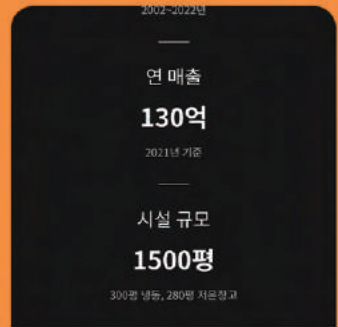 2002~2022년
연 매출
130억
2021년 기준
시설 규모
1500평
300평 냉동, 280평 저온창고